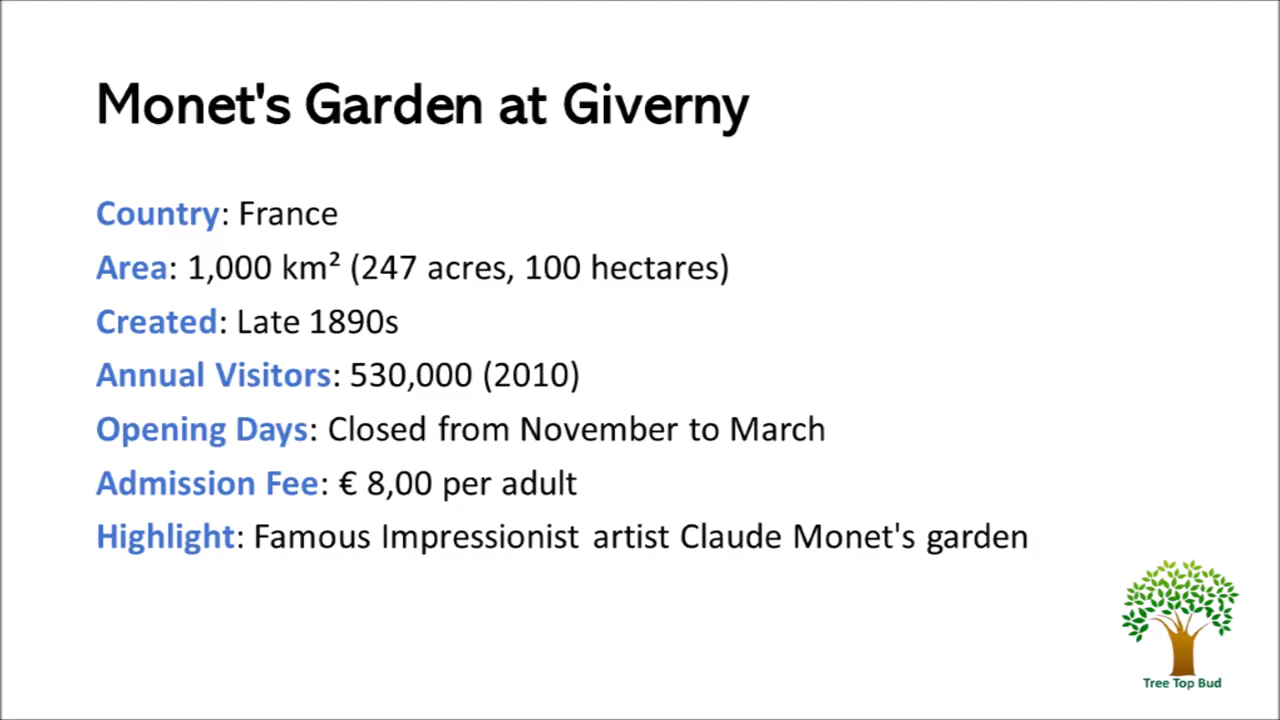 Monet's Garden at Giverny
Country: France
Area: 1,000 km² (247 acres, 100 hectares)
Created: Late 1890s
Annual Visitors: 530,000 (2010)
Opening Days: Closed from November to March
Admission Fee: € 8,00 per adult
Highlight: Famous Impressionist artist Claude Monet's garden
Tree Top Bud